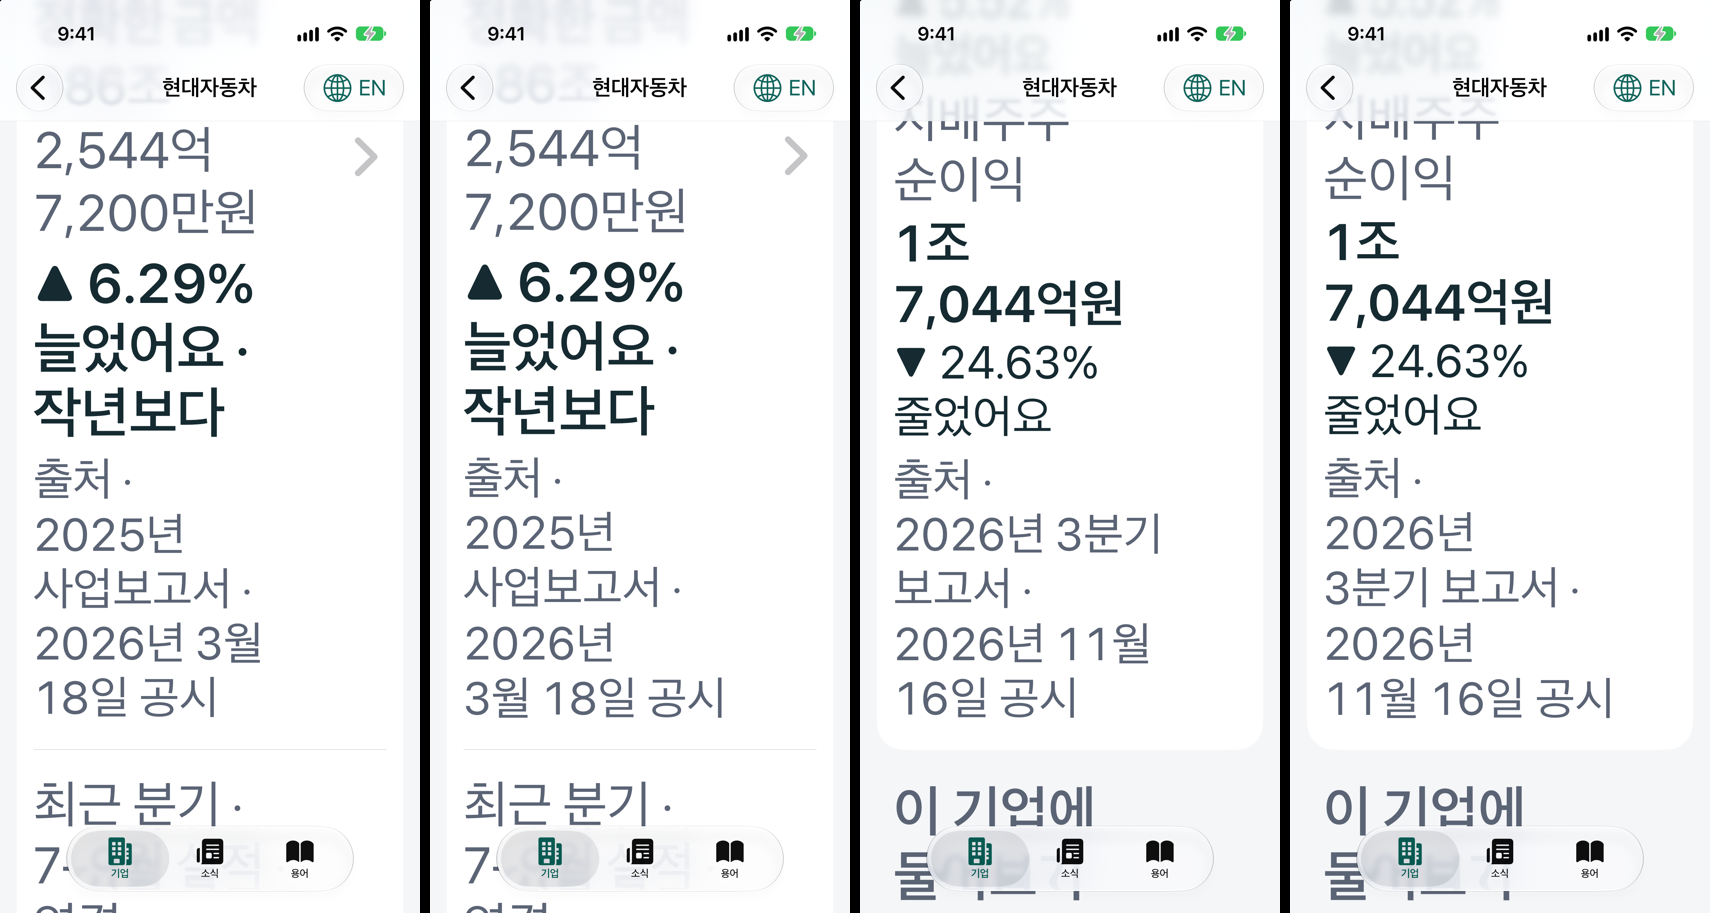 9:41
현대자동차
EN
2,544억
7,200만원
▲ 6.29%
늘었어요 ·
작년보다
출처 ·
2025년
사업보고서 ·
2026년 3월
18일 공시
최근 분기 ·
기업
소식
용어
9:41
현대자동차
EN
2,544억
7,200만원
▲ 6.29%
늘었어요 ·
작년보다
출처 ·
2025년
사업보고서 ·
2026년
3월 18일 공시
최근 분기 ·
기업
소식
용어
9:41
현대자동차
EN
지배주주
순이익
1조
7,044억원
▼ 24.63%
줄었어요
출처 ·
2026년 3분기
보고서 ·
2026년 11월
16일 공시
이 기업에
기업
소식
용어
9:41
현대자동차
EN
지배주주
순이익
1조
7,044억원
▼ 24.63%
줄었어요
출처 ·
2026년
3분기 보고서 ·
2026년
11월 16일 공시
이 기업에
기업
소식
용어